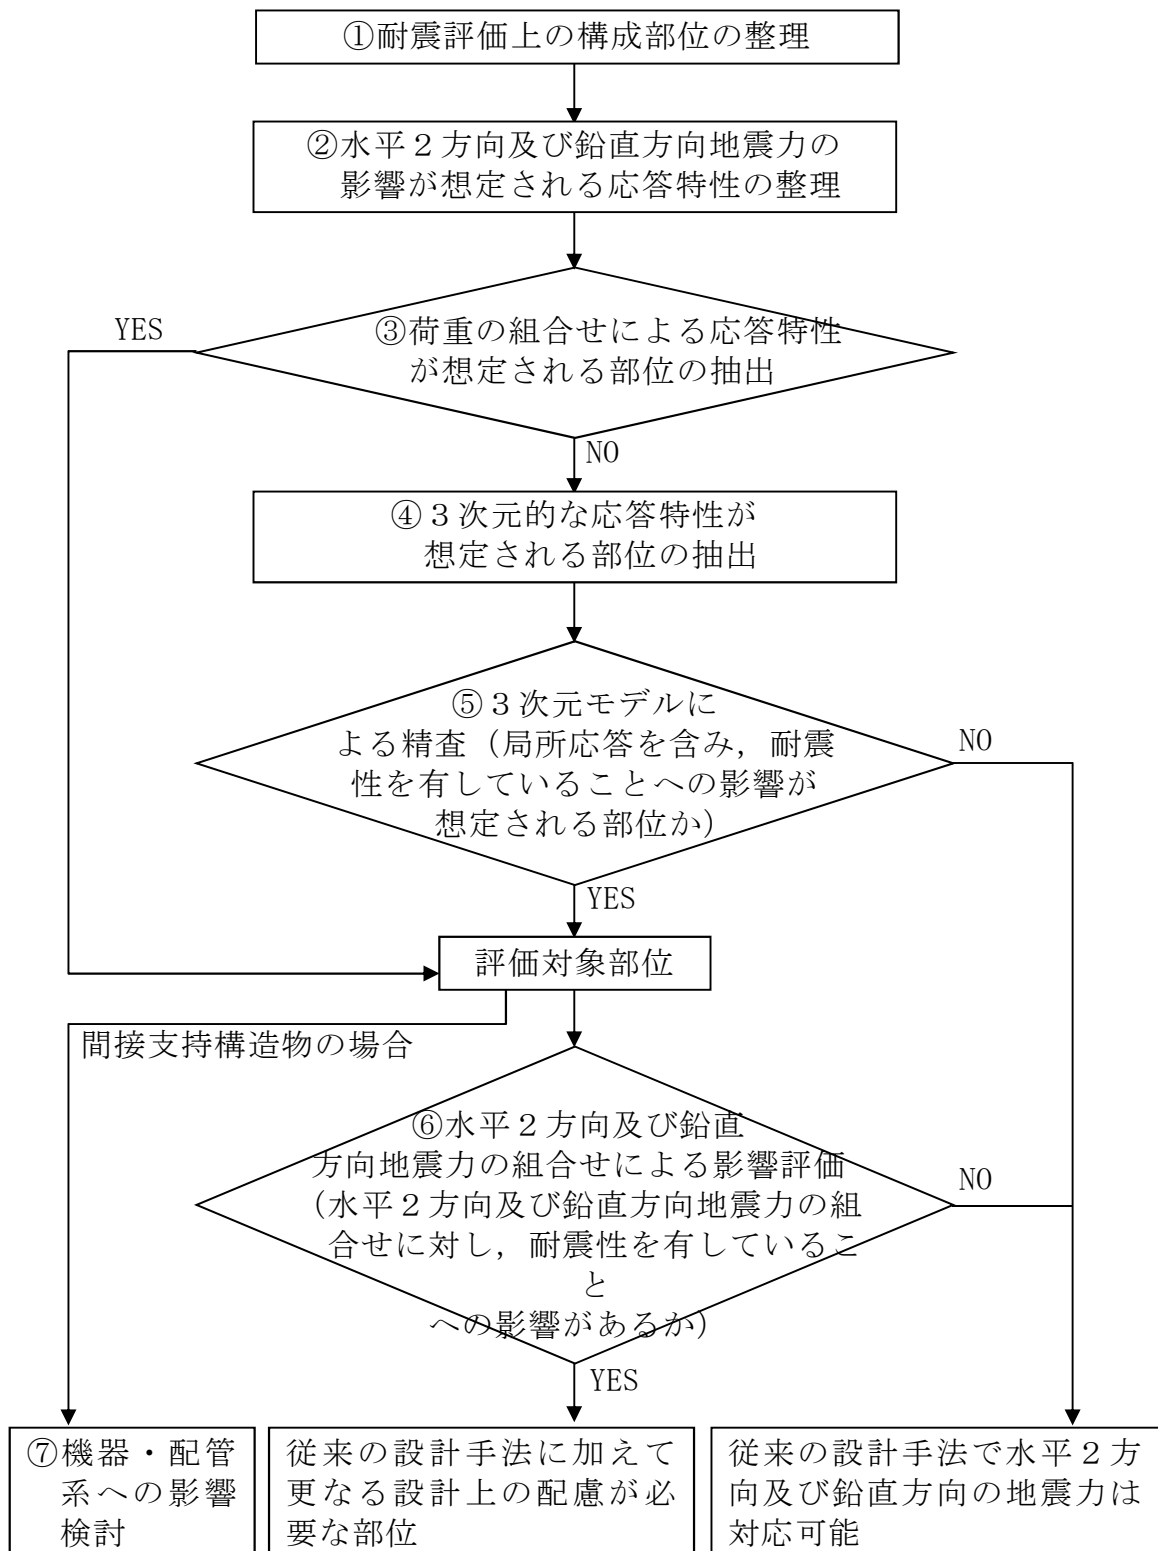 ①耐震評価上の構成部位の整理
②水平２方向及び鉛直方向地震力の
影響が想定される応答特性の整理
YES
③荷重の組合せによる応答特性
が想定される部位の抽出
NO
④３次元的な応答特性が
想定される部位の抽出
⑤３次元モデルに
よる精査（局所応答を含み，耐震
性を有していることへの影響が
想定される部位か）
NO
YES
評価対象部位
間接支持構造物の場合
⑥水平２方向及び鉛直
方向地震力の組合せによる影響評価
（水平２方向及び鉛直方向地震力の組
合せに対し，耐震性を有しているこ
と
への影響があるか）
NO
YES
⑦機器・配管
系への影響
検討
従来の設計手法に加えて
更なる設計上の配慮が必
要な部位
従来の設計手法で水平２方
向及び鉛直方向の地震力は
対応可能